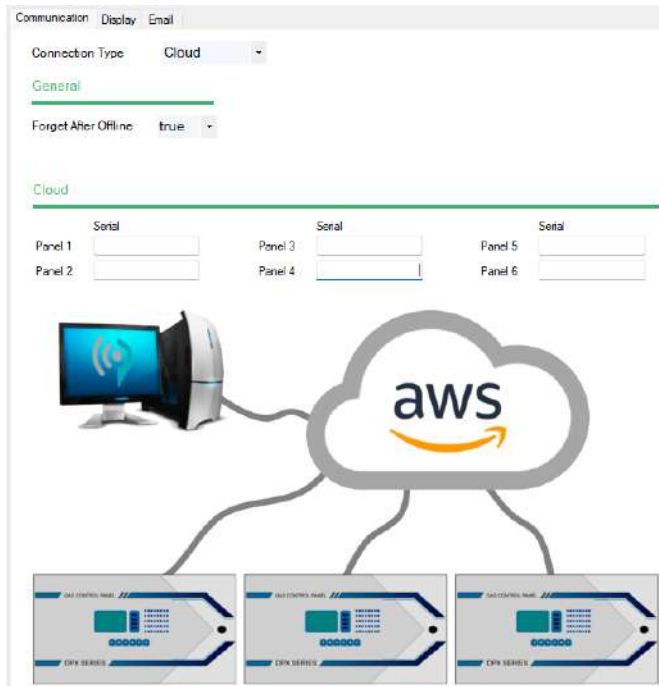 Communication Display Email
Connection Type Cloud
General
Forget After Offline true
Cloud
Serial Serial Serial
Panel 1 Panel 3 Panel 5
Panel 2 Panel 4 Panel 6
aws
GAS CONTROL PANEL GAS CONTROL PANEL GAS CONTROL PANEL
DPX SERIES DPX SERIES DPX SERIES